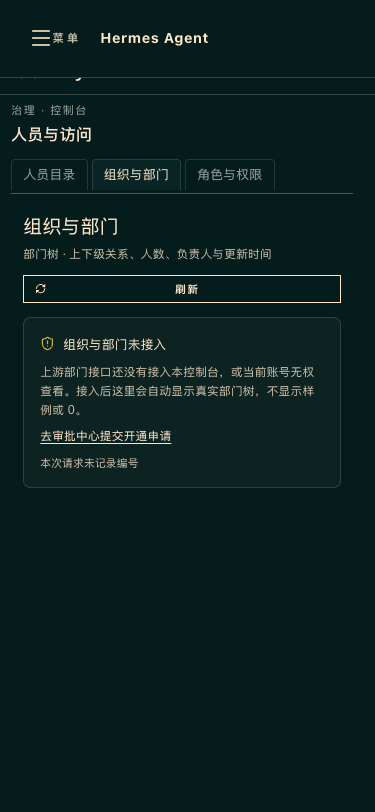 菜单 Hermes Agent
治理 · 控制台
人员与访问
人员目录 组织与部门 角色与权限
组织与部门
部门树 · 上下级关系、人数、负责人与更新时间
刷新
组织与部门未接入
上游部门接口还没有接入本控制台，或当前账号无权
查看。接入后这里会自动显示真实部门树，不显示样
例或 0。
去审批中心提交开通申请
本次请求未记录编号